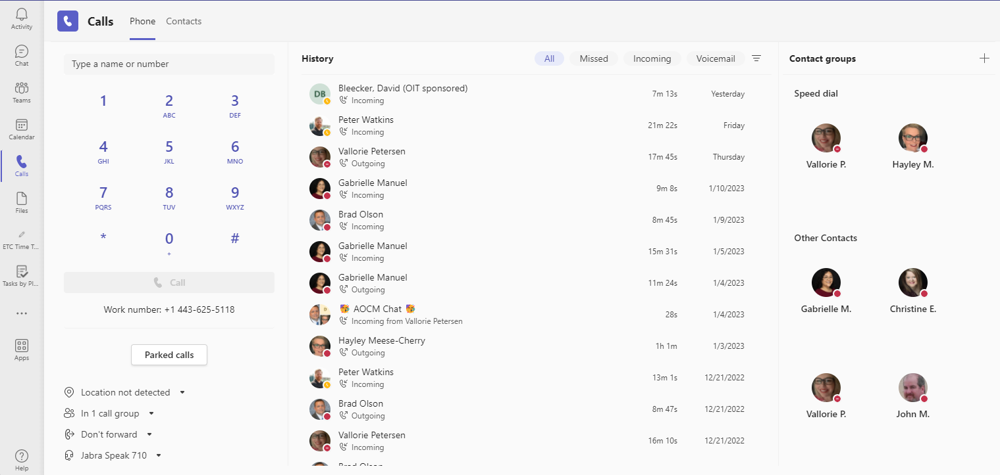 Activity
Chat
Teams
Calendar
Calls
Files
ETC Time T...
Tasks by Pl...
Apps
Help
Calls
Phone Contacts
Type a name or number
1 2 3
ABC DEF
4 5 6
GHI JKL MNO
7 8 9
PQRS TUV WXYZ
* 0 #
+
Call
Work number: +1 443-625-5118
Parked calls
Location not detected
In 1 call group
Don't forward
Jabra Speak 710
History All Missed Incoming Voicemail
DB
Bleecker, David (OIT sponsored)
Incoming 7m 13s Yesterday
Peter Watkins
Incoming 21m 22s Friday
Vallorie Petersen
Outgoing 17m 45s Thursday
Gabrielle Manuel
Incoming 9m 8s 1/10/2023
Brad Olson
Incoming 8m 45s 1/9/2023
Gabrielle Manuel
Incoming 15m 31s 1/5/2023
Gabrielle Manuel
Outgoing 11m 24s 1/4/2023
AOCM Chat
Incoming from Vallorie Petersen 28s 1/4/2023
Hayley Meese-Cherry
Outgoing 1h 1m 1/3/2023
Peter Watkins
Incoming 13m 1s 12/21/2022
Brad Olson
Outgoing 8m 47s 12/21/2022
Vallorie Petersen
Incoming 16m 10s 12/21/2022
Brad Olson
Contact groups
Speed dial
Vallorie P. Hayley M.
Other Contacts
Gabrielle M. Christine E.
Vallorie P. John M.